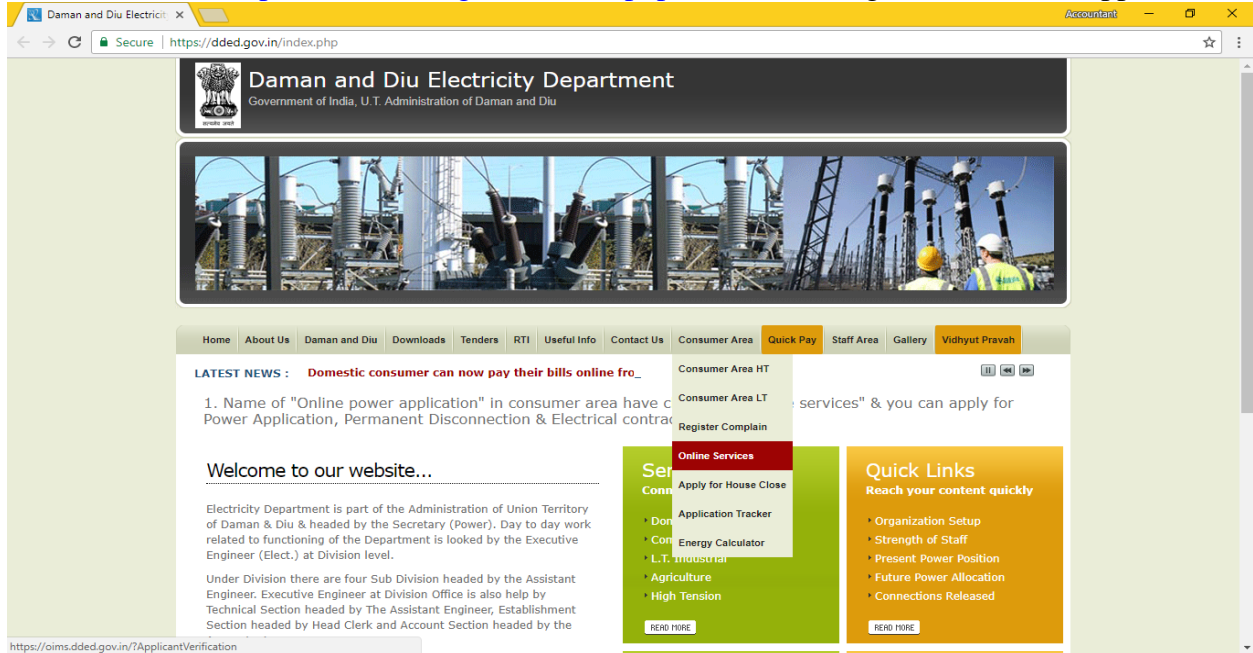 Daman and Diu Electricit
Accountant
Secure | https://dded.gov.in/index.php
Daman and Diu Electricity Department
Government of India, U.T. Administration of Daman and Diu
सत्यमेव जयते
Home About Us Daman and Diu Downloads Tenders RTI Useful Info Contact Us Consumer Area Quick Pay Staff Area Gallery Vidhyut Pravah
LATEST NEWS : Domestic consumer can now pay their bills online fro_
Consumer Area HT
Consumer Area LT
Register Complain
Online Services
Apply for House Close
Application Tracker
Energy Calculator
1. Name of "Online power application" in consumer area have c services" & you can apply for
Power Application, Permanent Disconnection & Electrical contrac
Welcome to our website...
Electricity Department is part of the Administration of Union Territory
of Daman & Diu & headed by the Secretary (Power). Day to day work
related to functioning of the Department is looked by the Executive
Engineer (Elect.) at Division level.
Under Division there are four Sub Division headed by the Assistant
Engineer. Executive Engineer at Division Office is also help by
Technical Section headed by The Assistant Engineer, Establishment
Section headed by Head Clerk and Account Section headed by the
Ser
Conn
Dom
Com
L.T. Industrial
Agriculture
High Tension
READ MORE
Quick Links
Reach your content quickly
Organization Setup
Strength of Staff
Present Power Position
Future Power Allocation
Connections Released
READ MORE
https://oims.dded.gov.in/?ApplicantVerification